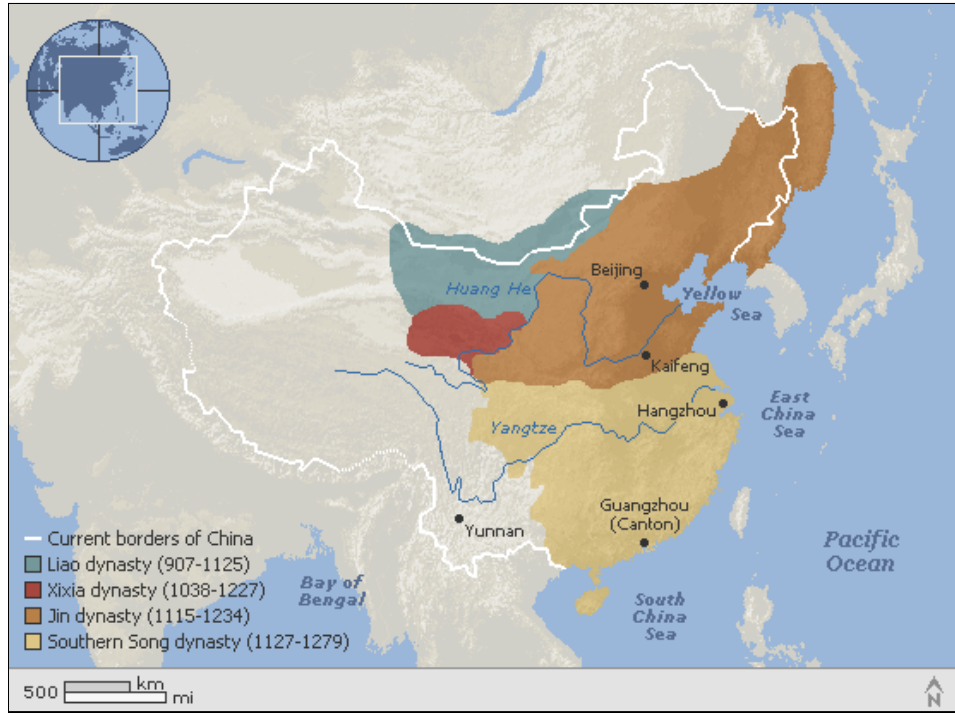 Beijing
Huang He
Yellow
Sea
Kaifeng
East
China
Sea
Hangzhou
Yangtze
Guangzhou
(Canton)
Yunnan
Pacific
Ocean
Current borders of China
Liao dynasty (907-1125)
Xixia dynasty (1038-1227)
Jin dynasty (1115-1234)
Southern Song dynasty (1127-1279)
Bay of
Bengal
South
China
Sea
500 km
mi
N